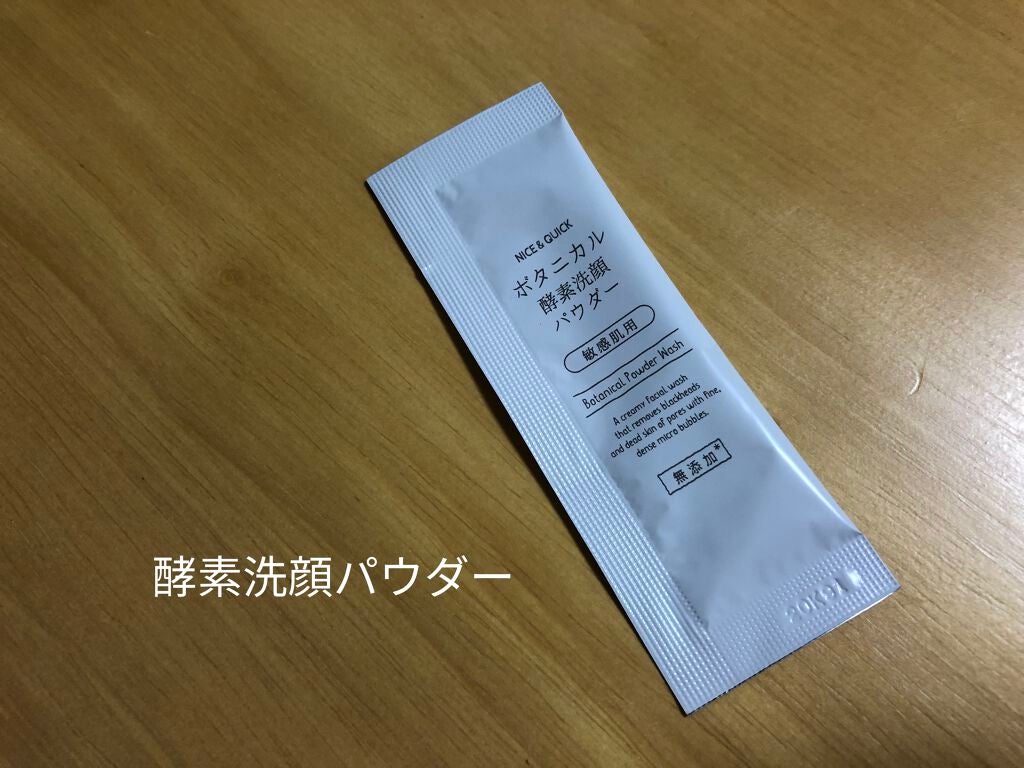 NICE & QUICK
ボタニカル
酵素洗顔
パウダー
敏感肌用
Botanical Powder Wash
A creamy facial wash
that removes blackheads
and dead skin of pores with fine,
dense micro bubbles.
無添加*
酵素洗顔パウダー